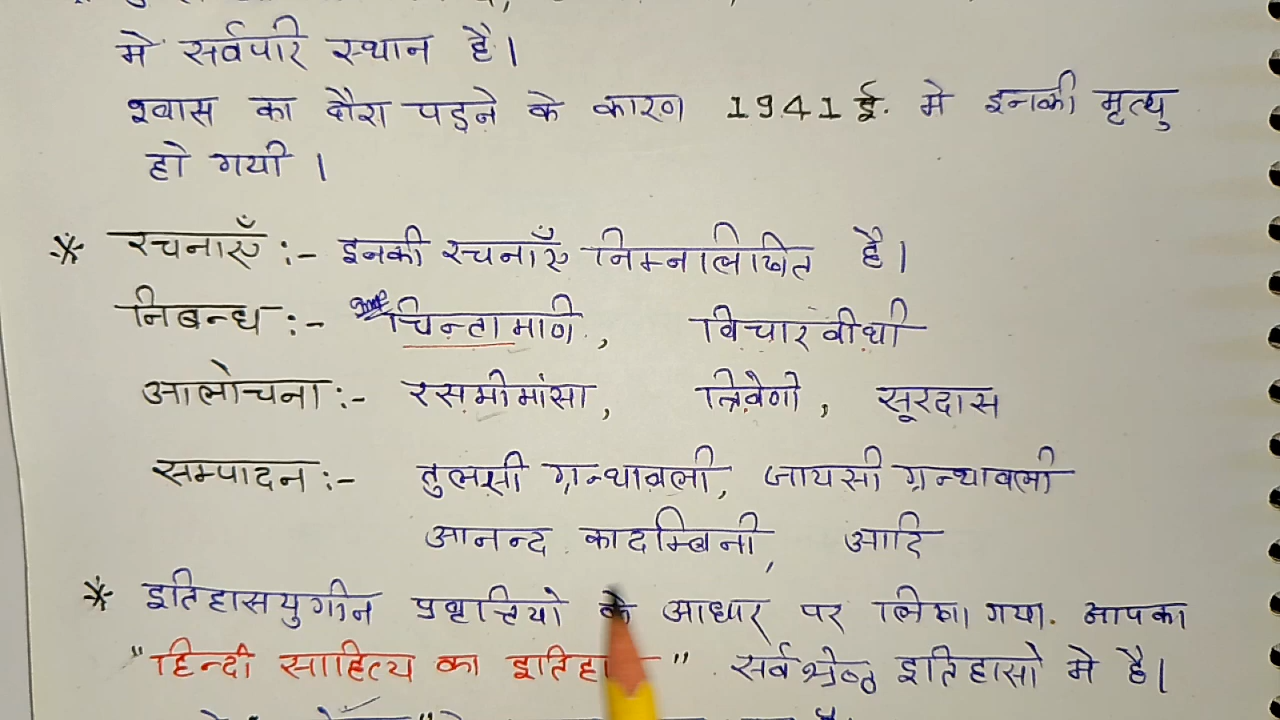 मे सर्वपरि स्थान है।
श्वास का दौरा पड़ने के कारण 1941 ई. मे इनकी मृत्यु
हो गयी ।
* रचनाएँ :- इनकी रचनाएँ निम्नलिखित है।
निबन्ध :- चिन्तामणि, विचार वीथी
आलोचना :- रसमीमांसा, त्रिवेणी, सूरदास
सम्पादन :- तुलसी ग्रन्थावली, जायसी ग्रन्थावली
आनन्द कादम्बिनी, आदि
* इतिहासयुगीन प्रवृत्तियो के आधार पर लिखा गया. आपका
"हिन्दी साहित्य का इतिहा " सर्वश्रेष्ठ इतिहासो मे है।